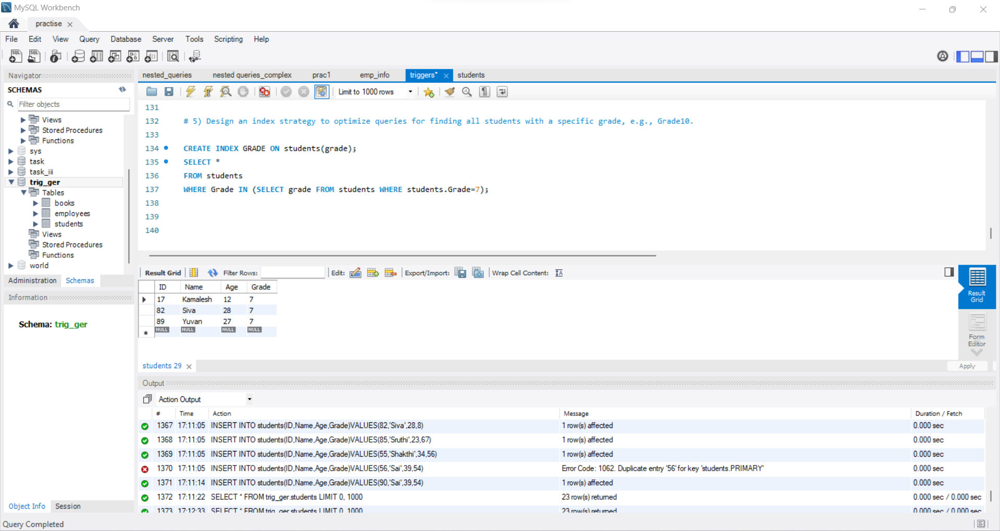 MySQL Workbench
practise
File Edit View Query Database Server Tools Scripting Help
Navigator
SCHEMAS
Filter objects
Views
Stored Procedures
Functions
sys
task
task_iii
trig_ger
Tables
books
employees
students
Views
Stored Procedures
Functions
world
Administration Schemas
Information
Schema: trig_ger
Object Info Session
nested_queries nested queries_complex prac1 emp_info triggers* students
Limit to 1000 rows
131
132 # 5) Design an index strategy to optimize queries for finding all students with a specific grade, e.g., Grade10.
133
134 CREATE INDEX GRADE ON students(grade);
135 SELECT *
136 FROM students
137 WHERE Grade IN (SELECT grade FROM students WHERE students.Grade=7);
138
139
140
Result Grid Filter Rows: Edit: Export/Import: Wrap Cell Content:
ID Name Age Grade
17 Kamalesh 12 7
82 Siva 28 7
89 Yuvan 27 7
NULL NULL NULL NULL
Result Grid
Form Editor
students 29
Apply
Output
Action Output
# Time Action Message Duration / Fetch
1367 17:11:05 INSERT INTO students(ID,Name,Age,Grade)VALUES(82,'Siva',28,8) 1 row(s) affected 0.000 sec
1368 17:11:05 INSERT INTO students(ID,Name,Age,Grade)VALUES(85,'Sruthi',23,67) 1 row(s) affected 0.000 sec
1369 17:11:05 INSERT INTO students(ID,Name,Age,Grade)VALUES(55,'Shakthi',34,56) 1 row(s) affected 0.000 sec
1370 17:11:05 INSERT INTO students(ID,Name,Age,Grade)VALUES(56,'Sai',39,54) Error Code: 1062. Duplicate entry '56' for key 'students.PRIMARY' 0.000 sec
1371 17:11:14 INSERT INTO students(ID,Name,Age,Grade)VALUES(90,'Sai',39,54) 1 row(s) affected 0.000 sec
1372 17:11:22 SELECT * FROM trig_ger.students LIMIT 0, 1000 23 row(s) returned 0.000 sec / 0.000 sec
1373 17:12:33 SELECT * FROM trig_ger.students LIMIT 0, 1000 23 row(s) returned 0.000 sec / 0.000 sec
Query Completed